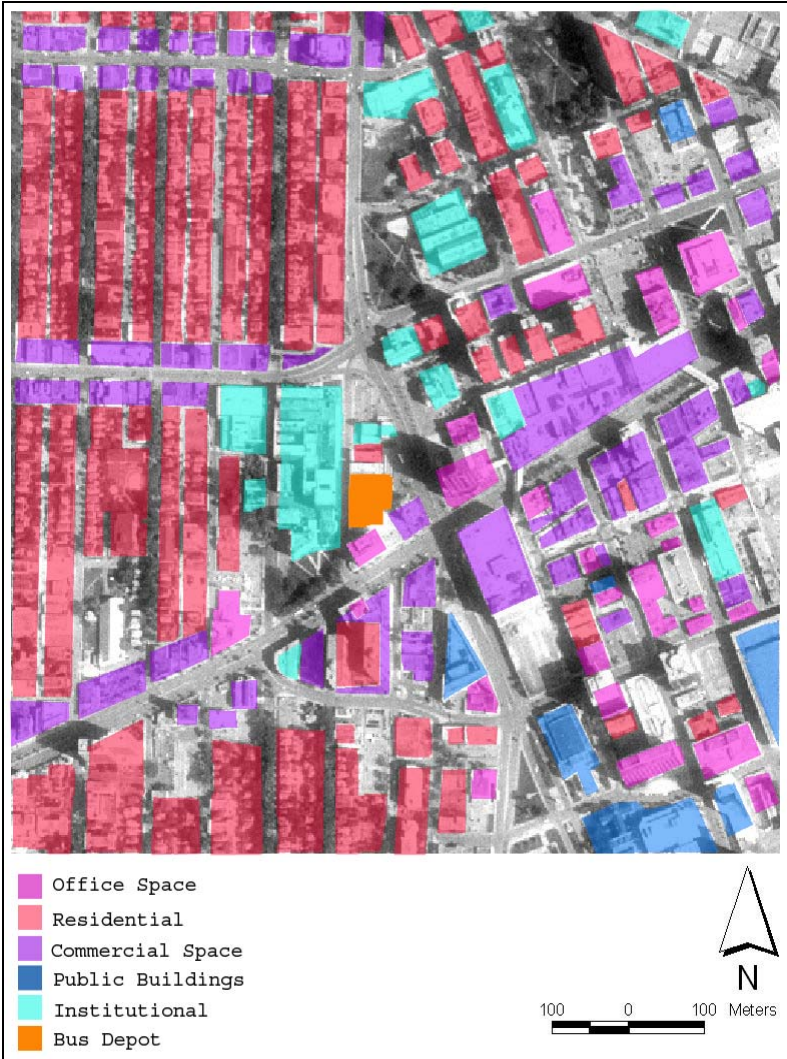 Office Space
Residential
Commercial Space
Public Buildings
Institutional
Bus Depot
N
100 0 100 Meters